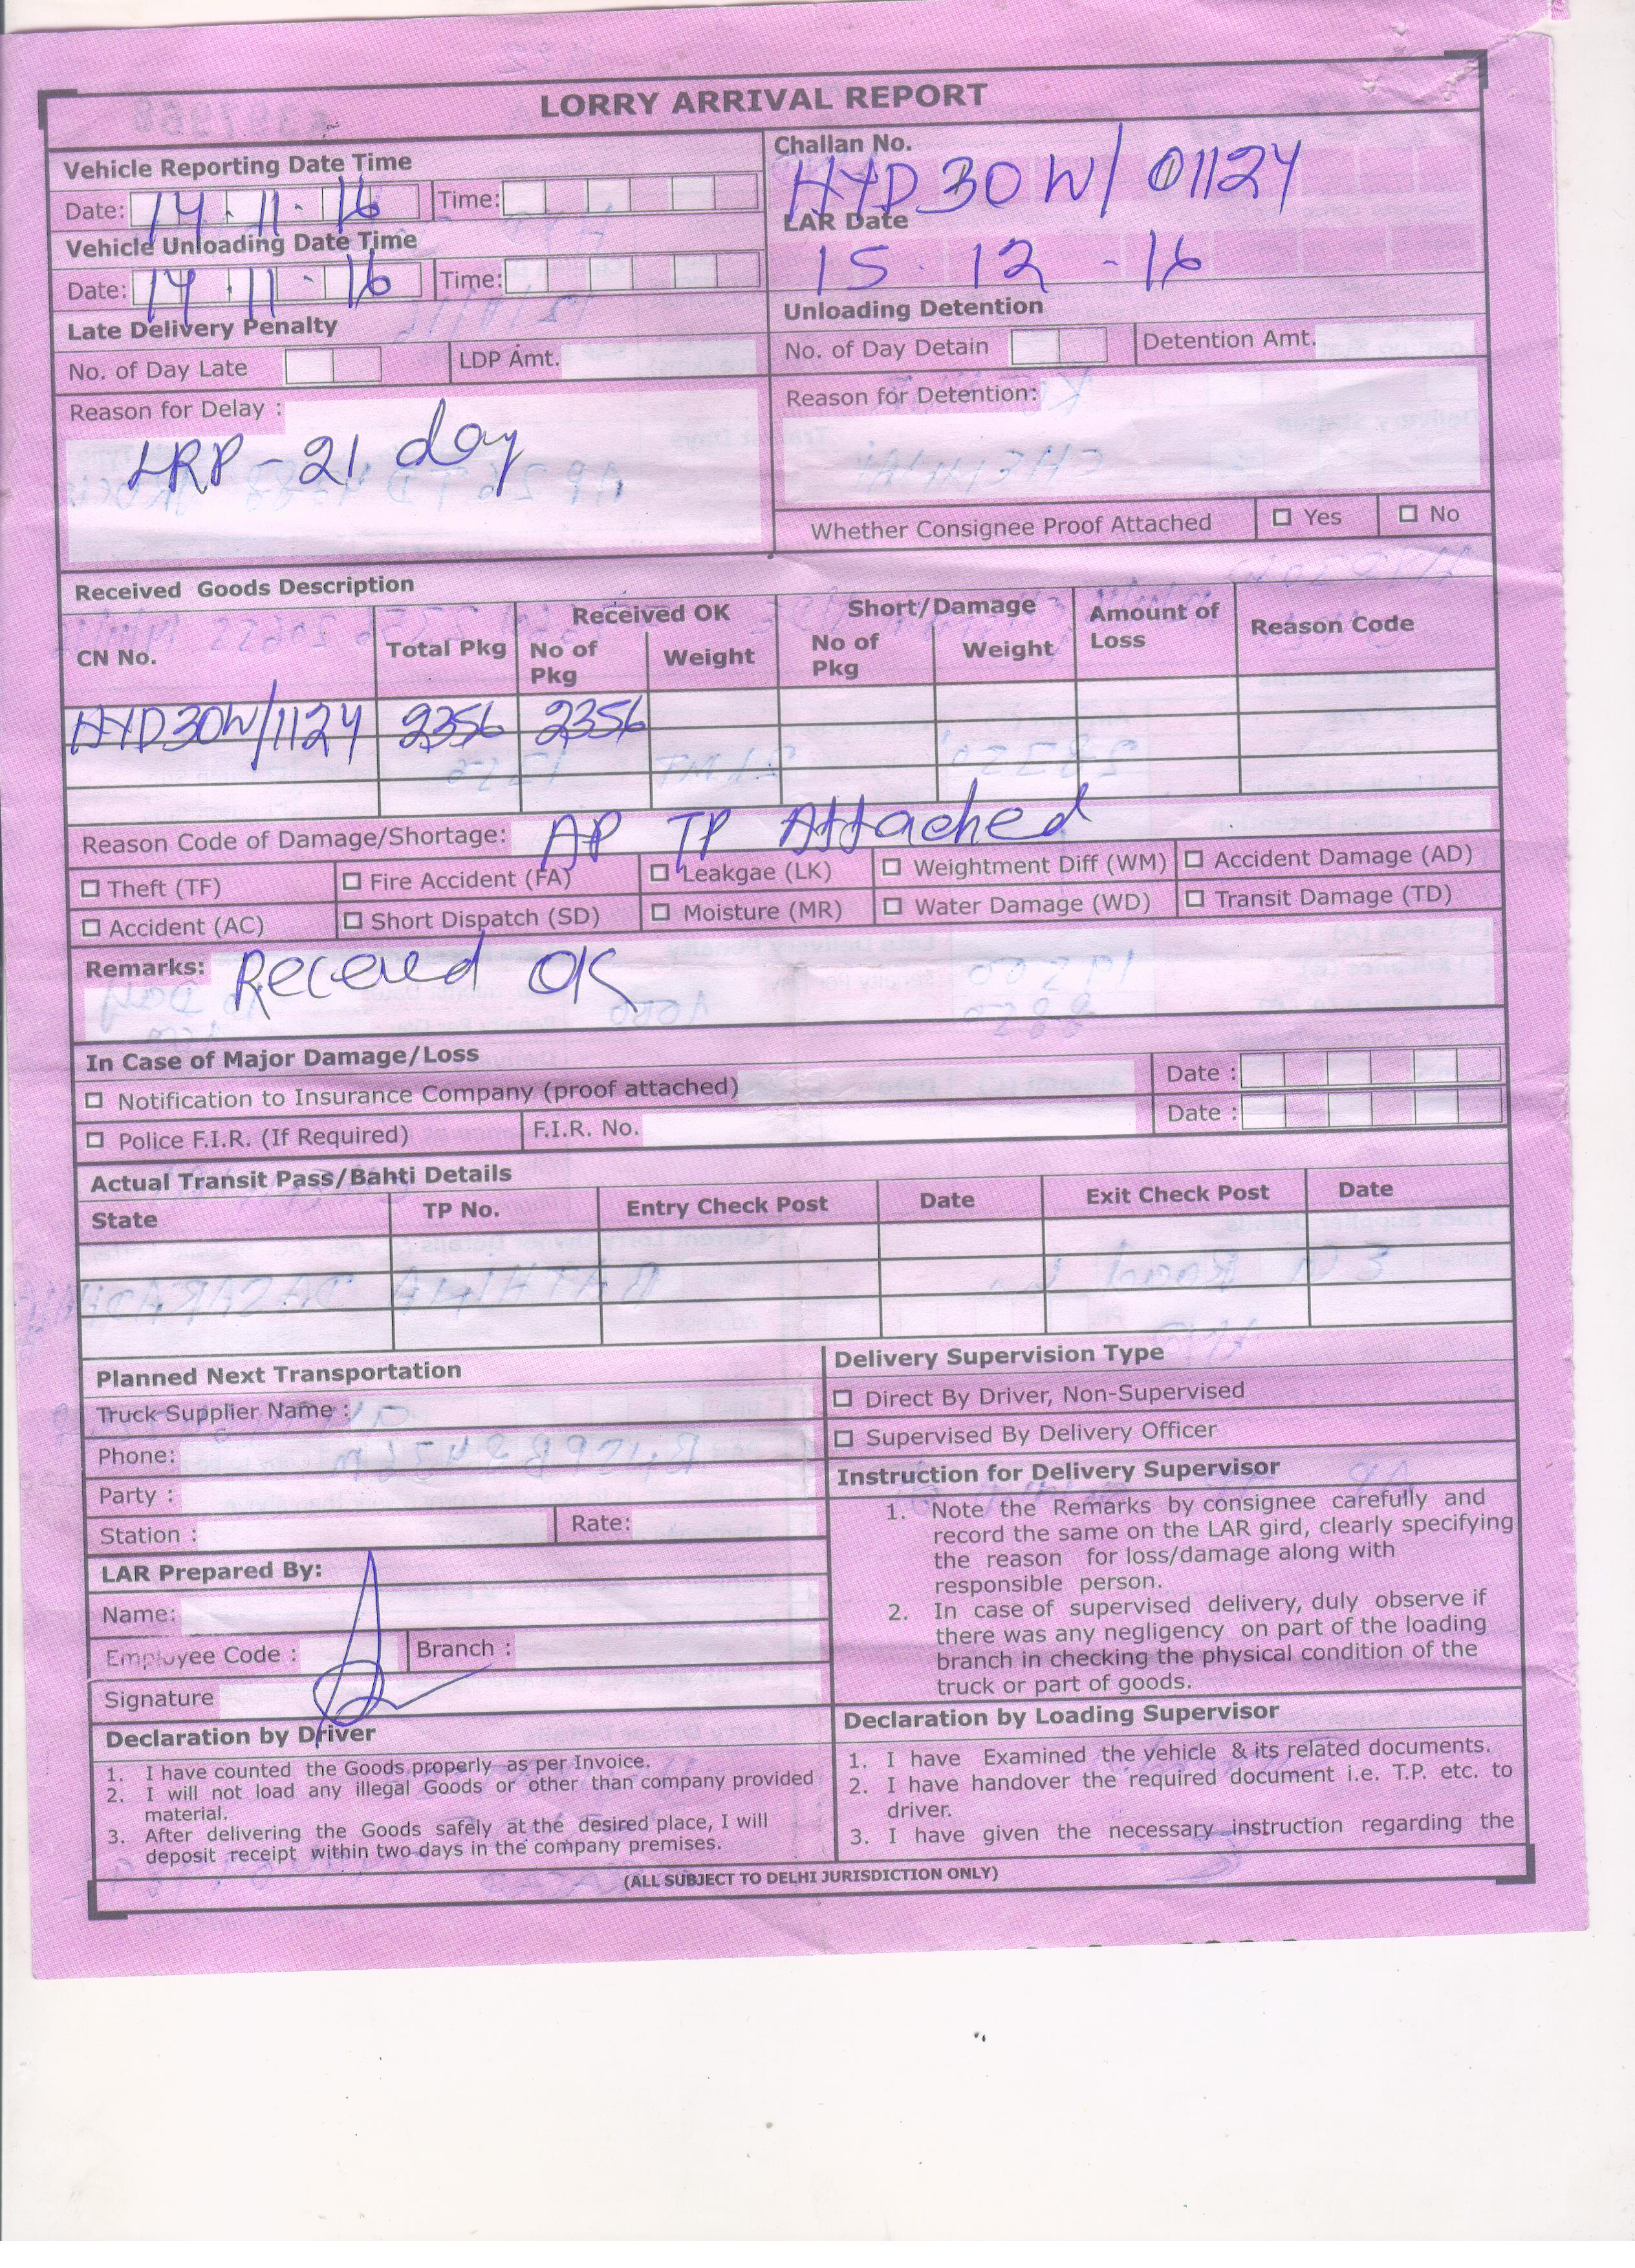 LORRY ARRIVAL REPORT
Vehicle Reporting Date Time
Date: 14.11.16 Time:
Challan No.
HYD30W/01124
Vehicle Unloading Date Time
Date: 14.11.16 Time:
LAR Date
15.12-16
Late Delivery Penalty
No. of Day Late LDP Amt.
Unloading Detention
No. of Day Detain Detention Amt.
Reason for Delay :
LRP-21 day
Reason for Detention:
Whether Consignee Proof Attached Yes No
Received Goods Description
CN No. Total Pkg Received OK Short/Damage Amount of Loss Reason Code
No of Pkg Weight No of Pkg Weight
HYD30W/1124 2356 2356
Reason Code of Damage/Shortage: AP TP Attached
Theft (TF) Fire Accident (FA) Leakgae (LK) Weightment Diff (WM) Accident Damage (AD)
Accident (AC) Short Dispatch (SD) Moisture (MR) Water Damage (WD) Transit Damage (TD)
Remarks: Receved OK
In Case of Major Damage/Loss
Notification to Insurance Company (proof attached) Date :
Police F.I.R. (If Required) F.I.R. No. Date :
Actual Transit Pass/Bahti Details
State TP No. Entry Check Post Date Exit Check Post Date
Planned Next Transportation
Truck Supplier Name :
Phone:
Party :
Station : Rate:
LAR Prepared By:
Name:
Employee Code : Branch :
Signature
Delivery Supervision Type
Direct By Driver, Non-Supervised
Supervised By Delivery Officer
Instruction for Delivery Supervisor
1. Note the Remarks by consignee carefully and
record the same on the LAR gird, clearly specifying
the reason for loss/damage along with
responsible person.
2. In case of supervised delivery, duly observe if
there was any negligency on part of the loading
branch in checking the physical condition of the
truck or part of goods.
Declaration by Driver
1. I have counted the Goods properly as per Invoice.
2. I will not load any illegal Goods or other than company provided
material.
3. After delivering the Goods safely at the desired place, I will
deposit receipt within two days in the company premises.
Declaration by Loading Supervisor
1. I have Examined the vehicle & its related documents.
2. I have handover the required document i.e. T.P. etc. to
driver.
3. I have given the necessary instruction regarding the
(ALL SUBJECT TO DELHI JURISDICTION ONLY)